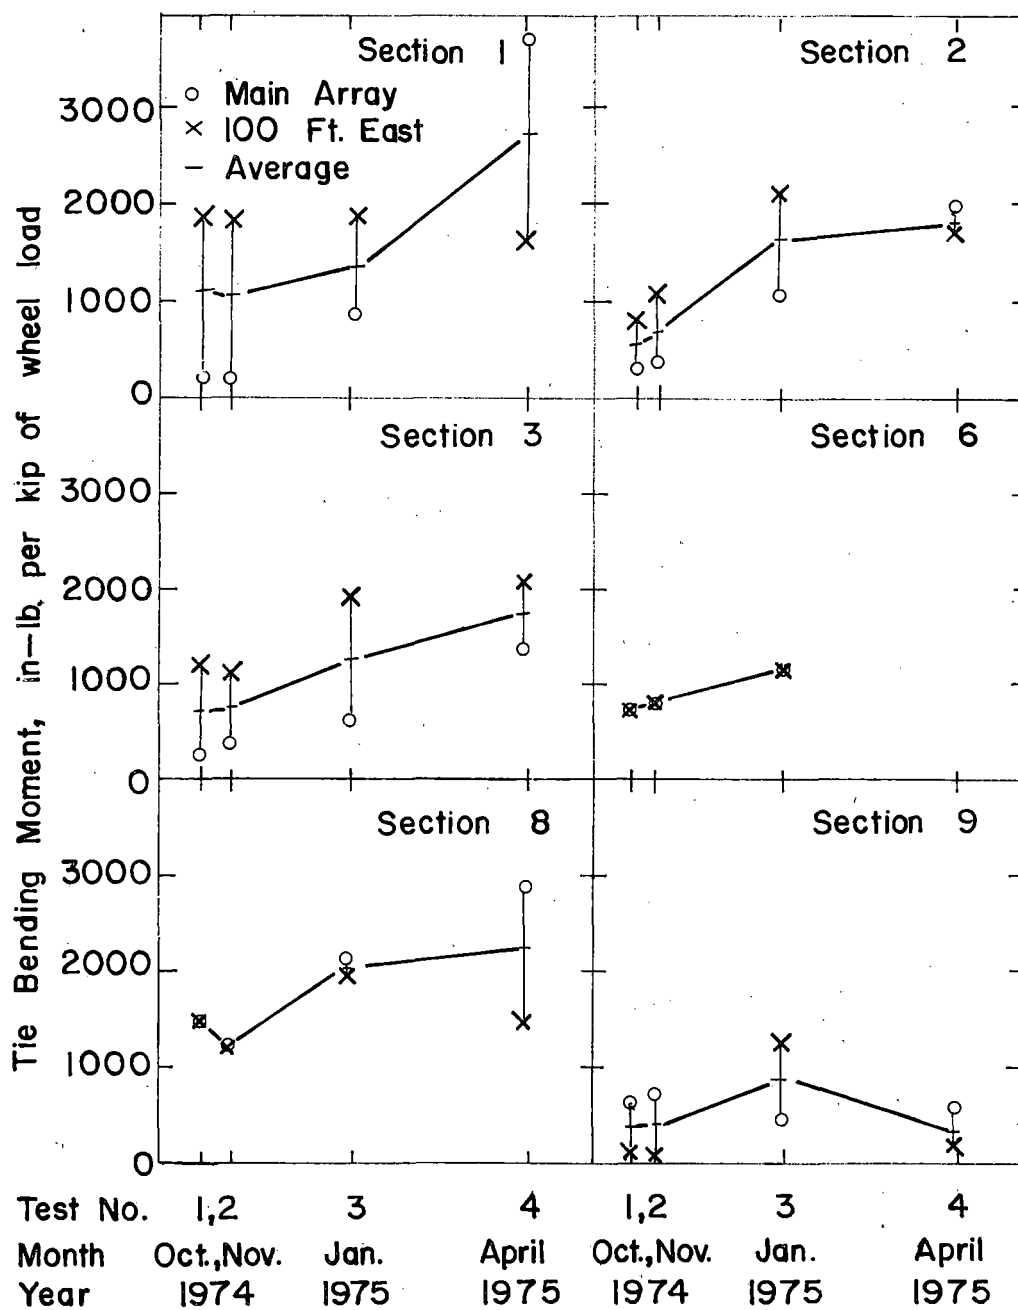 Section 1
Section 2
○ Main Array
× 100 Ft. East
– Average
3000
2000
1000
0
Section 3
Section 6
3000
2000
1000
0
Section 8
Section 9
3000
2000
1000
0
Tie Bending Moment, in-lb. per kip of wheel load
Test No. 1,2 3 4 1,2 3 4
Month Oct.,Nov. Jan. April Oct.,Nov. Jan. April
Year 1974 1975 1975 1974 1975 1975